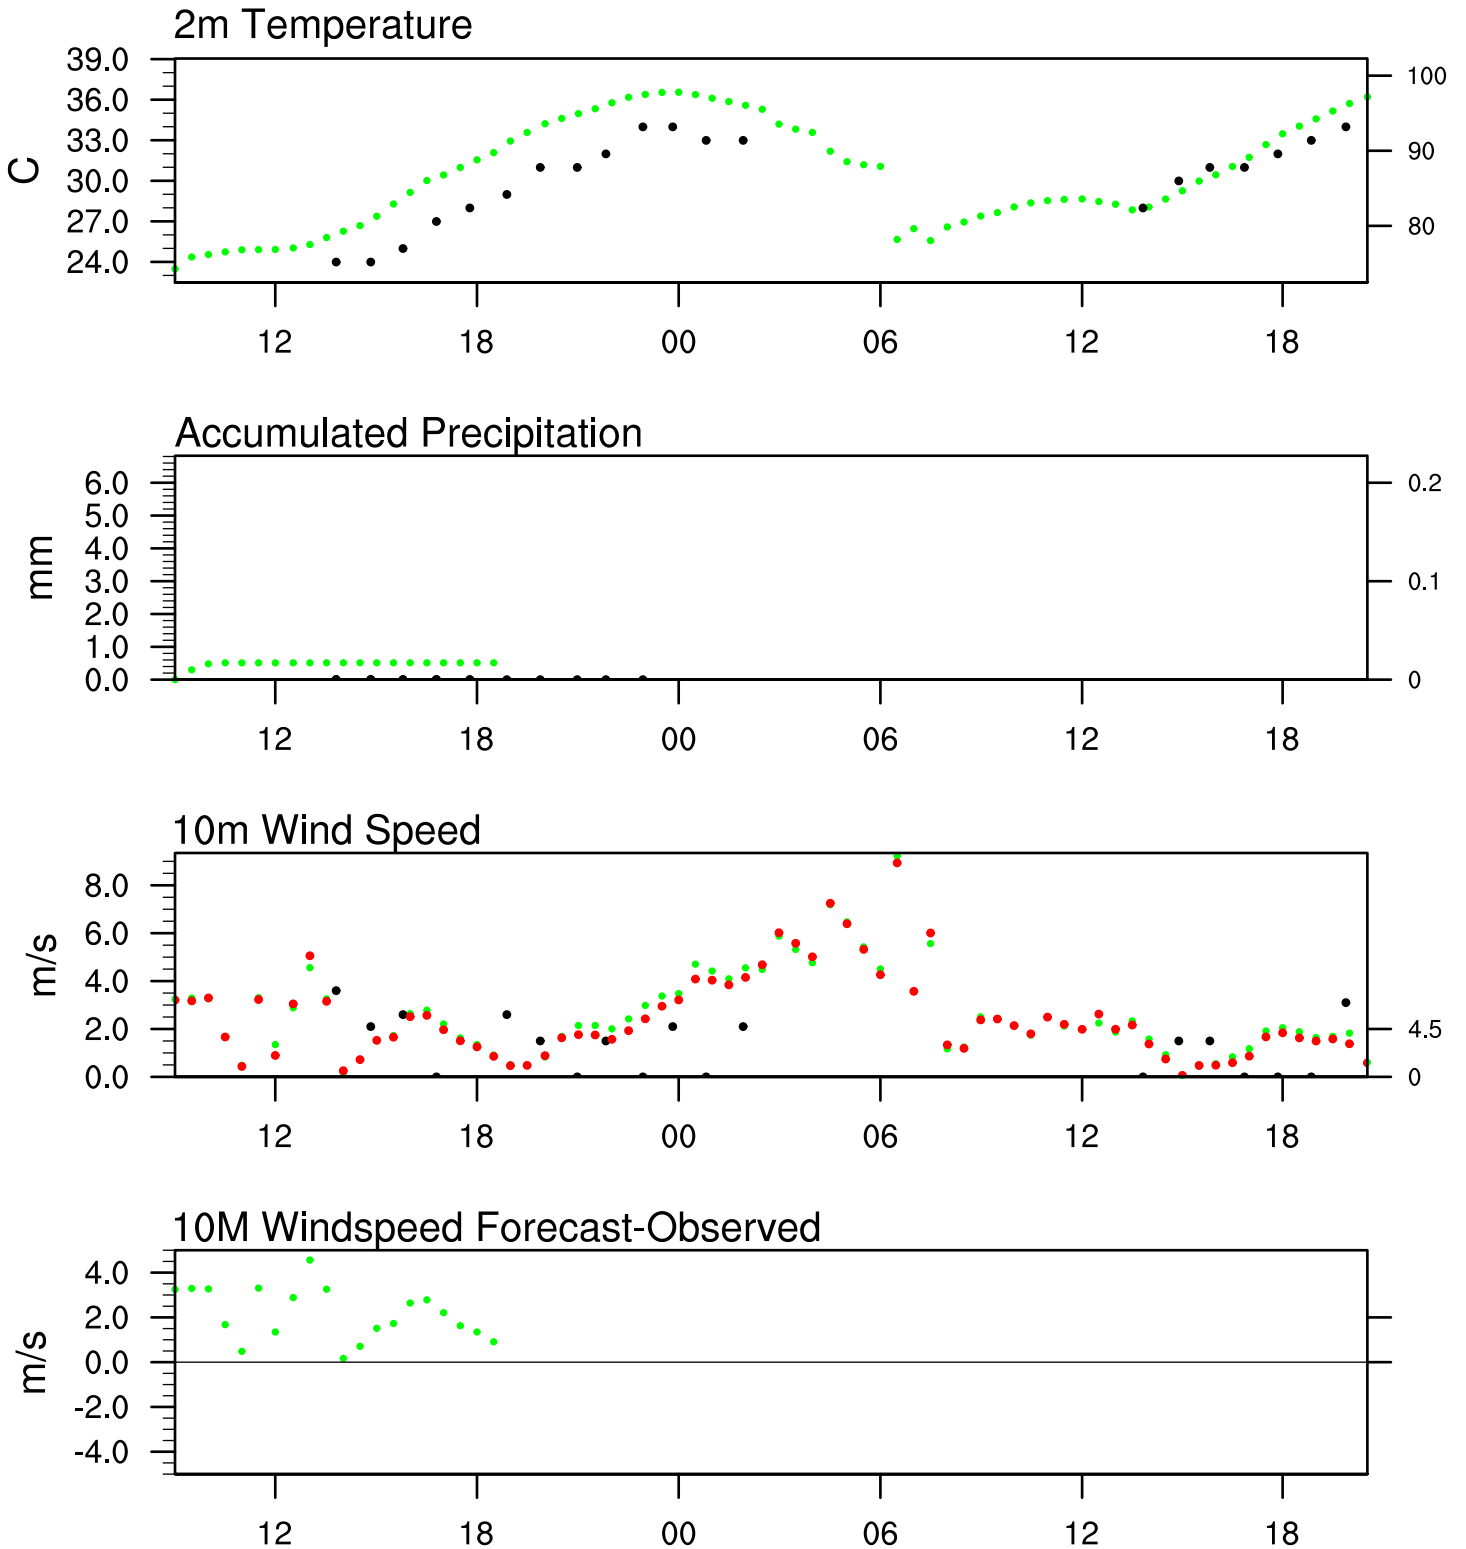 2m Temperature
39.0
36.0
33.0
30.0
27.0
24.0
C
100
90
80
12 18 00 06 12 18
Accumulated Precipitation
6.0
5.0
4.0
3.0
2.0
1.0
0.0
mm
0.2
0.1
0
12 18 00 06 12 18
10m Wind Speed
8.0
6.0
4.0
2.0
0.0
m/s
4.5
0
12 18 00 06 12 18
10M Windspeed Forecast-Observed
4.0
2.0
0.0
-2.0
-4.0
m/s
12 18 00 06 12 18